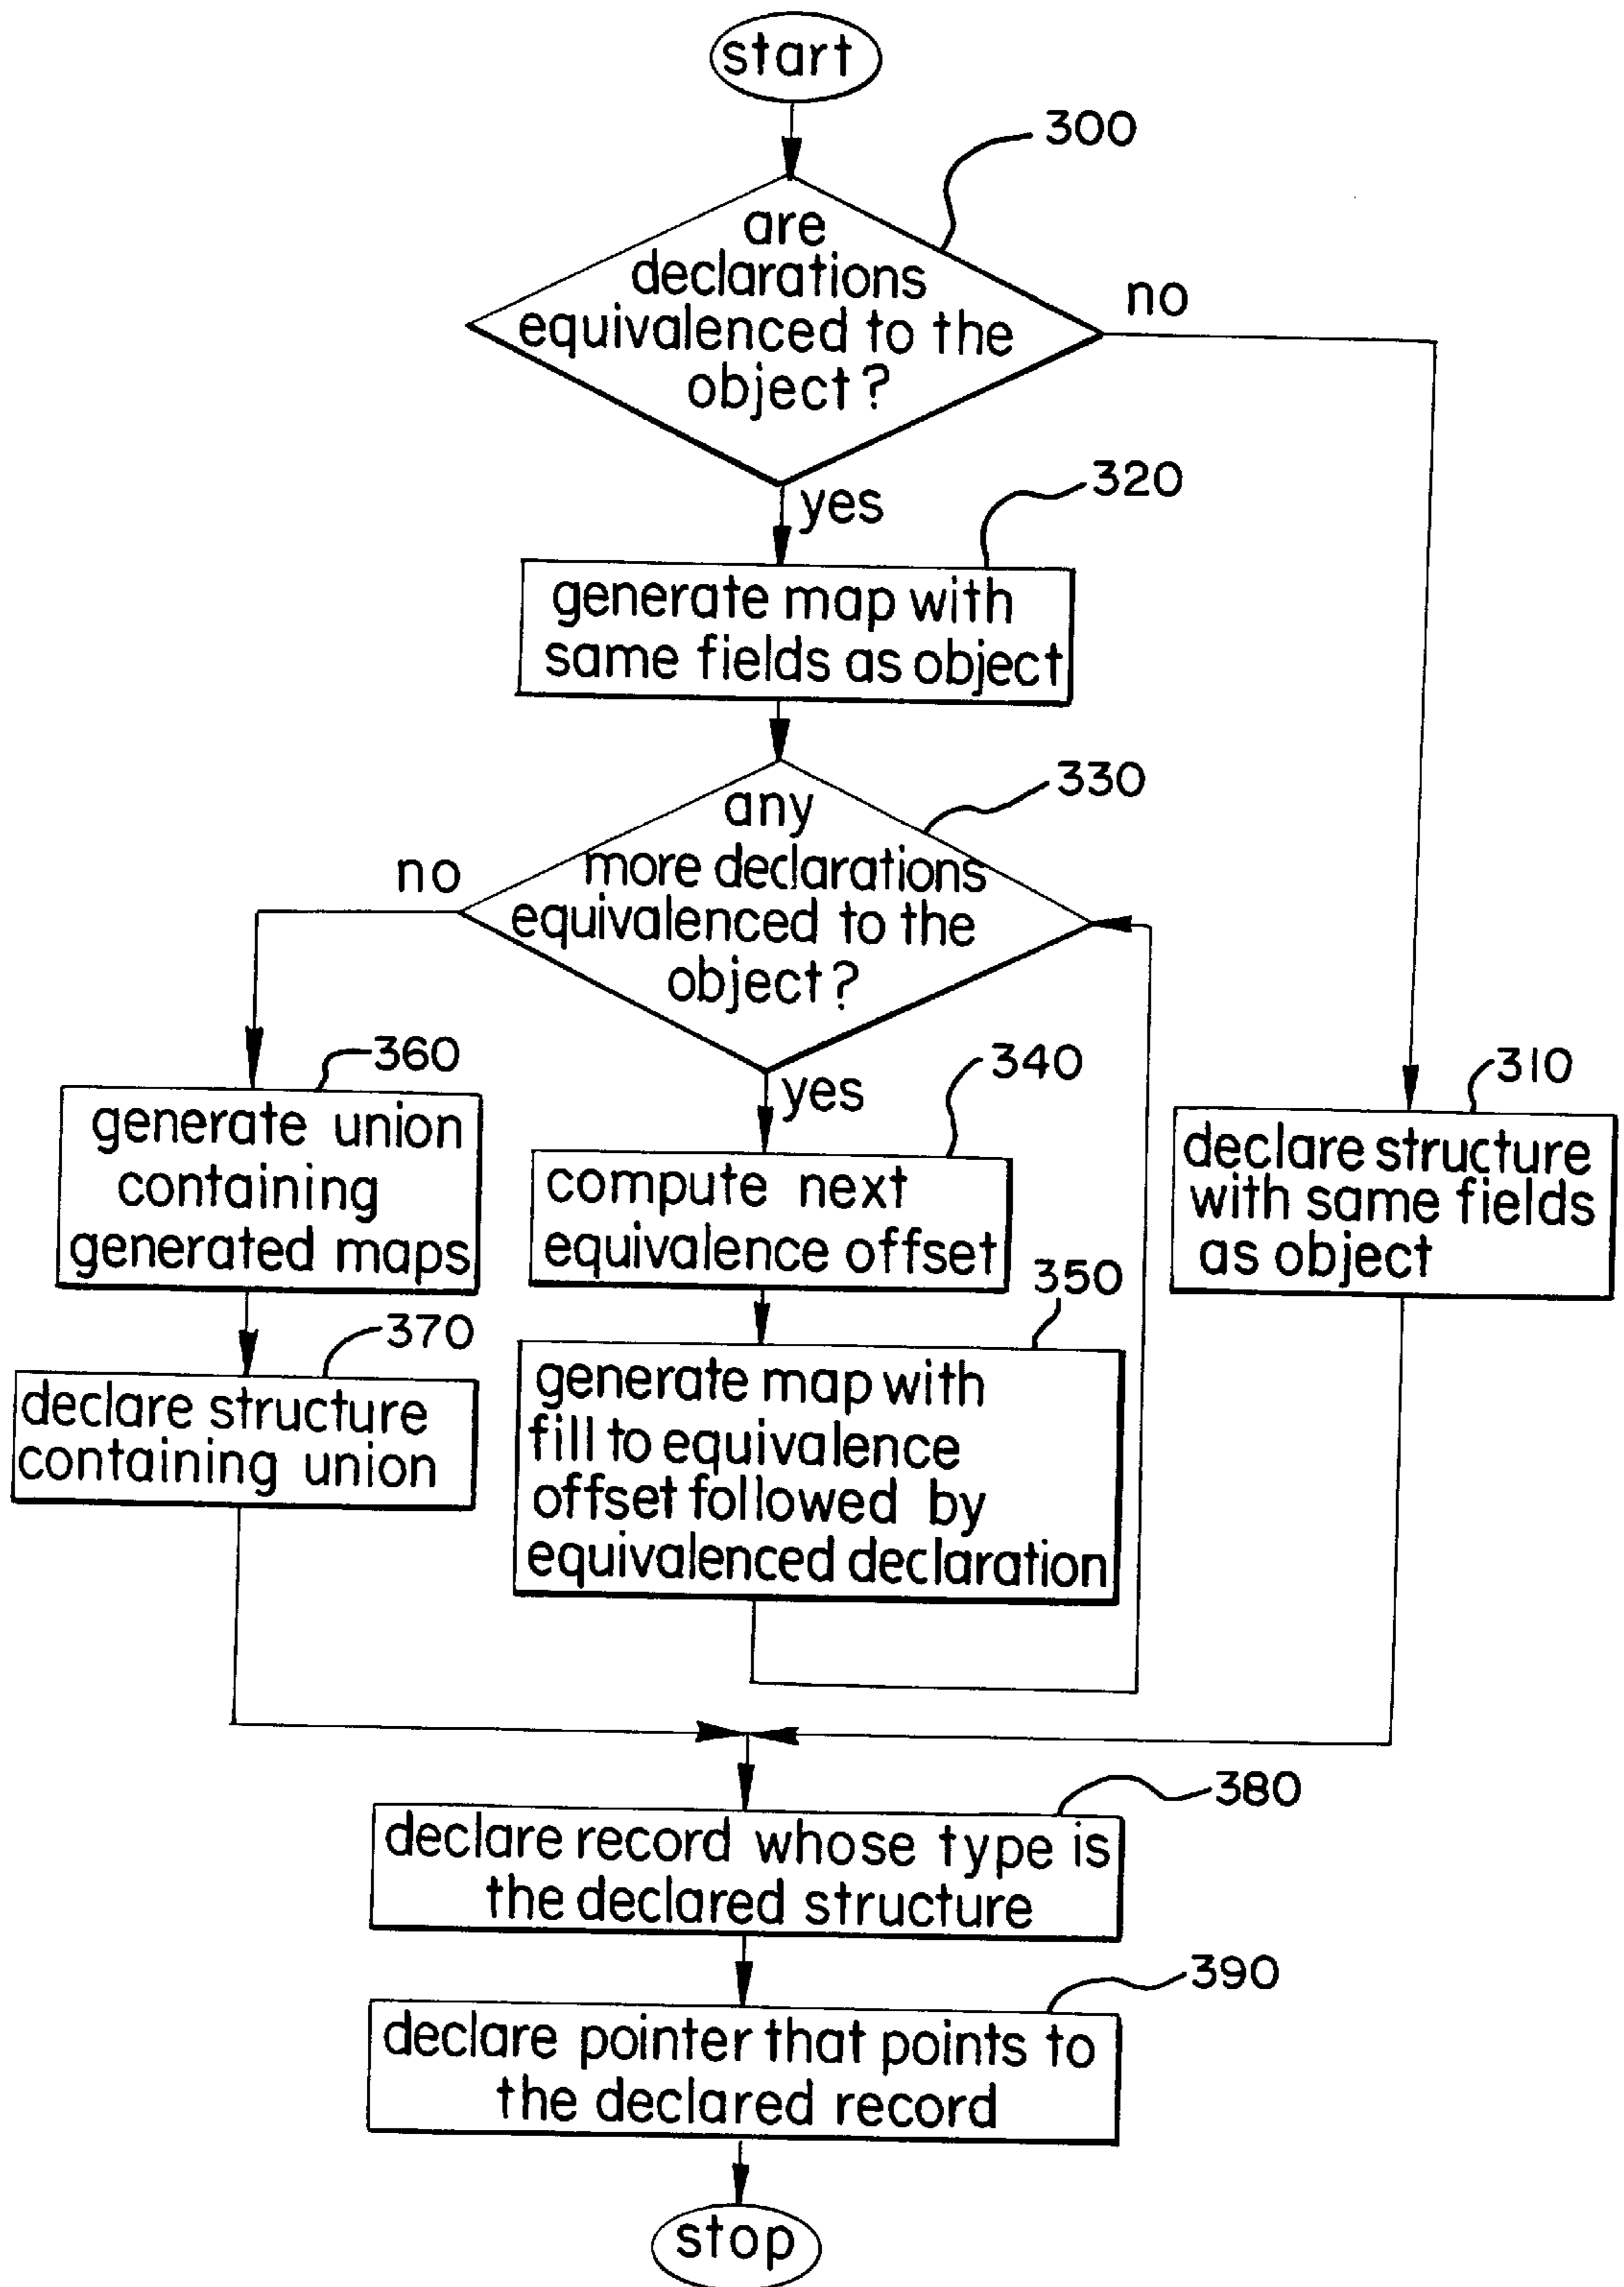 start
300
are
declarations
equivalenced to the
object?
no
yes
320
generate map with
same fields as object
330
any
more declarations
equivalenced to the
object?
no
yes
360
generate union
containing
generated maps
340
compute next
equivalence offset
310
declare structure
with same fields
as object
370
declare structure
containing union
350
generate map with
fill to equivalence
offset followed by
equivalenced declaration
380
declare record whose type is
the declared structure
390
declare pointer that points to
the declared record
stop